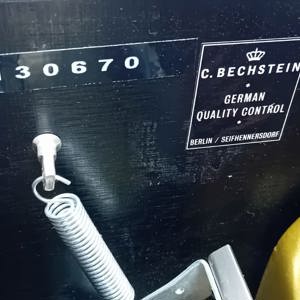 130670
C. BECHSTEIN
GERMAN
QUALITY CONTROL
BERLIN / SEIFHENNERSDORF